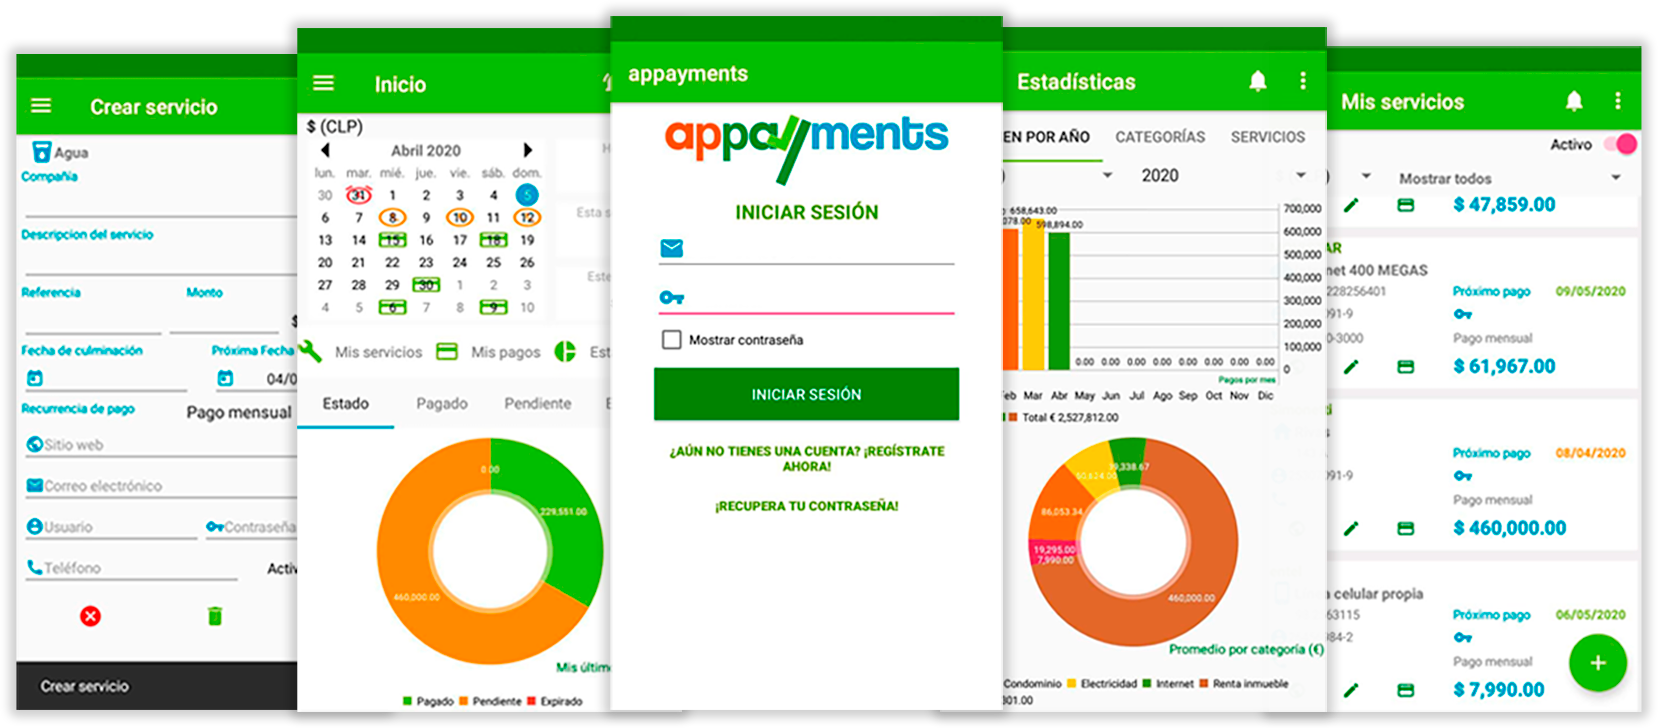 Crear servicio
Agua
Compañia
Descripcion del servicio
Referencia
Monto
$
Fecha de culminación
Próxima Fecha
04/0
Recurrencia de pago
Pago mensual
Sitio web
Correo electrónico
Usuario
Contraseña
Teléfono
Crear servicio
Inicio
$ (CLP)
Abril 2020
lun. mar. mié. jue. vie. sáb. dom.
30 31 1 2 3 4 5
6 7 8 9 10 11 12
13 14 15 16 17 18 19
20 21 22 23 24 25 26
27 28 29 30 1 2 3
4 5 6 7 8 9 10
Esta s
Este
Mis servicios
Mis pagos
Est
Estado
Pagado
Pendiente
0.00
229,551.00
460,000.00
Mis últim
Pagado
Pendiente
Expirado
appayments
appayments
INICIAR SESIÓN
Mostrar contraseña
INICIAR SESIÓN
¿AÚN NO TIENES UNA CUENTA? ¡REGÍSTRATE
AHORA!
¡RECUPERA TU CONTRASEÑA!
Estadísticas
EN POR AÑO
CATEGORÍAS
SERVICIOS
2020
658,643.00
078.00
598,894.00
700,000
600,000
500,000
400,000
300,000
200,000
100,000
0
0.00 0.00 0.00 0.00 0.00 0.00 0.00 0.00
Pagos por mes
eb Mar Abr May Jun Jul Ago Sep Oct Nov Dic
Total € 2,527,812.00
60,624.00
86,053.34
19,295.00
7,990.00
460,000.00
Promedio por categoría (€)
Condominio
Electricidad
Internet
Renta inmueble
Mis servicios
Activo
Mostrar todos
$ 47,859.00
AR
net 400 MEGAS
228256401
Próximo pago
09/05/2020
091-9
0-3000
Pago mensual
$ 61,967.00
Próximo pago
08/04/2020
091-9
Pago mensual
$ 460,000.00
celular propia
63115
Próximo pago
06/05/2020
984-2
Pago mensual
$ 7,990.00
+